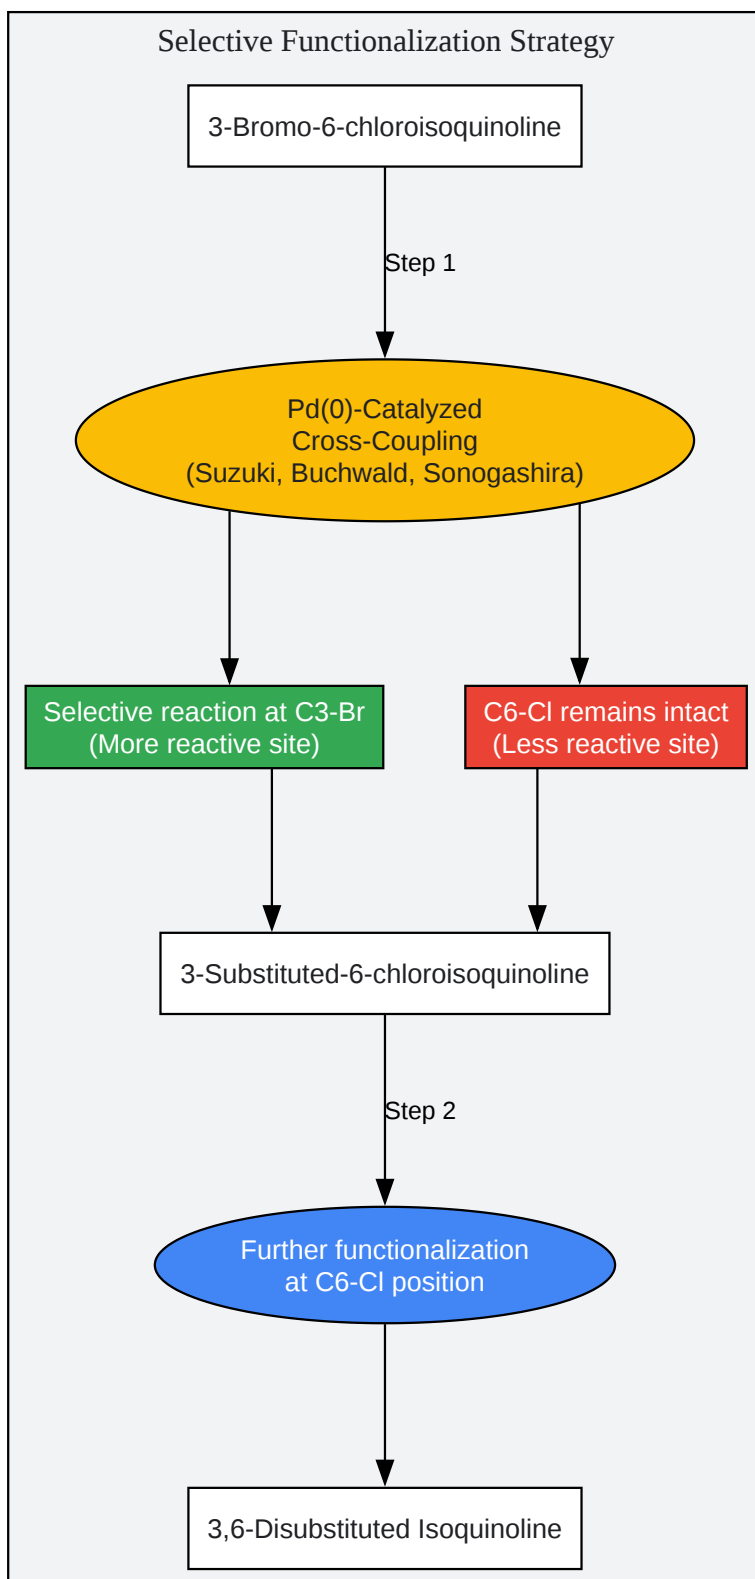 Selective Functionalization Strategy
3-Bromo-6-chloroisoquinoline
Step 1
Pd(0)-Catalyzed
Cross-Coupling
(Suzuki, Buchwald, Sonogashira)
Selective reaction at C3-Br
(More reactive site)
C6-Cl remains intact
(Less reactive site)
3-Substituted-6-chloroisoquinoline
Step 2
Further functionalization
at C6-Cl position
3,6-Disubstituted Isoquinoline